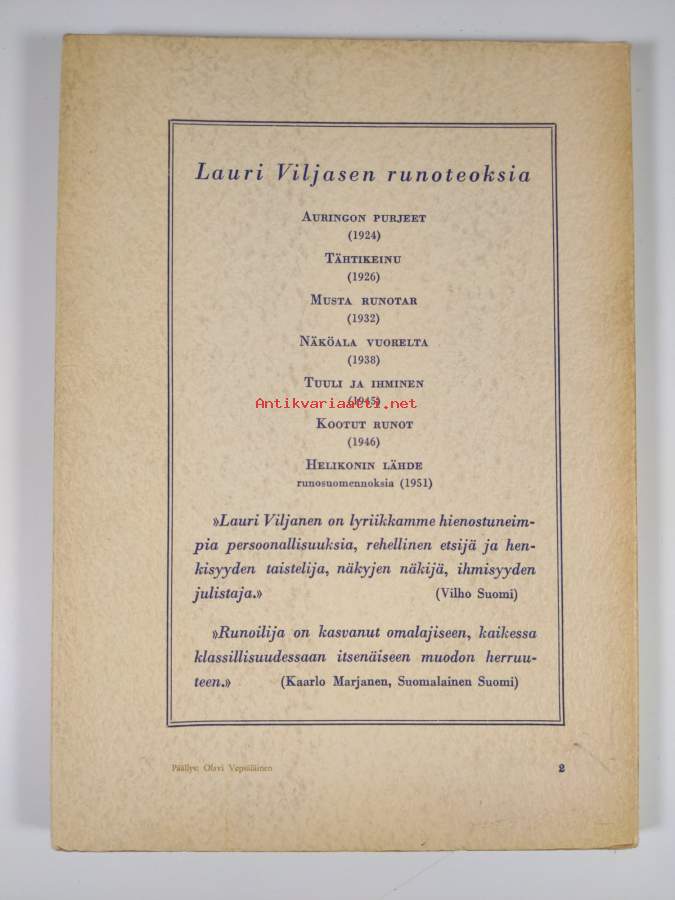 Lauri Viljasen runoteoksia
AURINGON PURJEET
(1924)
TÄHTIKEINU
(1926)
MUSTA RUNOTAR
(1932)
NÄKÖALA VUORELTA
(1938)
TUULI JA IHMINEN
(1945)
Antikvariaatti.net
KOOTUT RUNOT
(1946)
HELIKONIN LÄHDE
runosuomennoksia (1951)
»Lauri Viljanen on lyriikkamme hienostuneim-
pia persoonallisuuksia, rehellinen etsijä ja hen-
kisyyden taistelija, näkyjen näkijä, ihmisyyden
julistaja.» (Vilho Suomi)
»Runoilija on kasvanut omalajiseen, kaikessa
klassillisuudessaan itsenäiseen muodon herruu-
teen.» (Kaarlo Marjanen, Suomalainen Suomi)
Päällys: Olavi Vepsäläinen 2